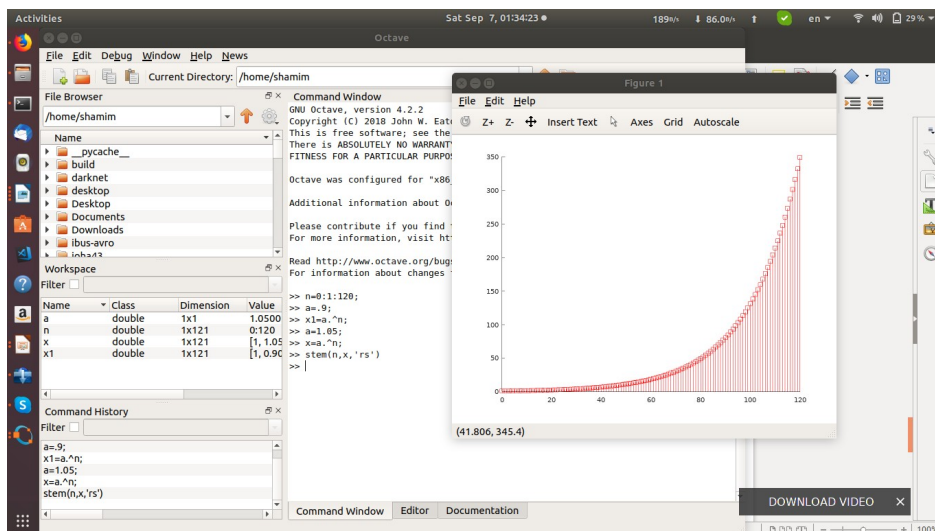 Activities
Sat Sep 7, 01:34:23
189B/s
86.0B/s
en
29%
Octave
File Edit Debug Window Help News
Current Directory: /home/shamim
File Browser
/home/shamim
Name
__pycache__
build
darknet
desktop
Desktop
Documents
Downloads
ibus-avro
Workspace
Filter
Name Class Dimension Value
a double 1x1 1.0500
n double 1x121 0:120
x double 1x121 [1, 1.05
x1 double 1x121 [1, 0.90
Command History
Filter
a=.9;
x1=a.^n;
a=1.05;
x=a.^n;
stem(n,x,'rs')
Command Window
GNU Octave, version 4.2.2
Copyright (C) 2018 John W. Eat
This is free software; see the
There is ABSOLUTELY NO WARRANT
FITNESS FOR A PARTICULAR PURPOS
Octave was configured for "x86_
Additional information about O
Please contribute if you find
For more information, visit ht
Read http://www.octave.org/bug
For information about changes
>> n=0:1:120;
>> a=.9;
>> x1=a.^n;
>> a=1.05;
>> x=a.^n;
>> stem(n,x,'rs')
>>
Command Window Editor Documentation
Figure 1
File Edit Help
Z+ Z- Insert Text Axes Grid Autoscale
350
300
250
200
150
100
50
0
0 20 40 60 80 100 120
(41.806, 345.4)
DOWNLOAD VIDEO
100%